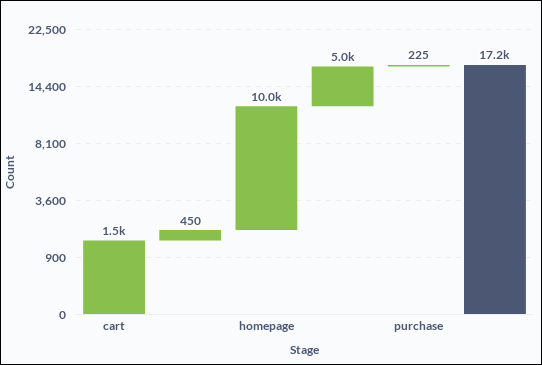 22,500
14,400
8,100
3,600
900
0
Count
1.5k
450
10.0k
5.0k
225
17.2k
cart
homepage
purchase
Stage